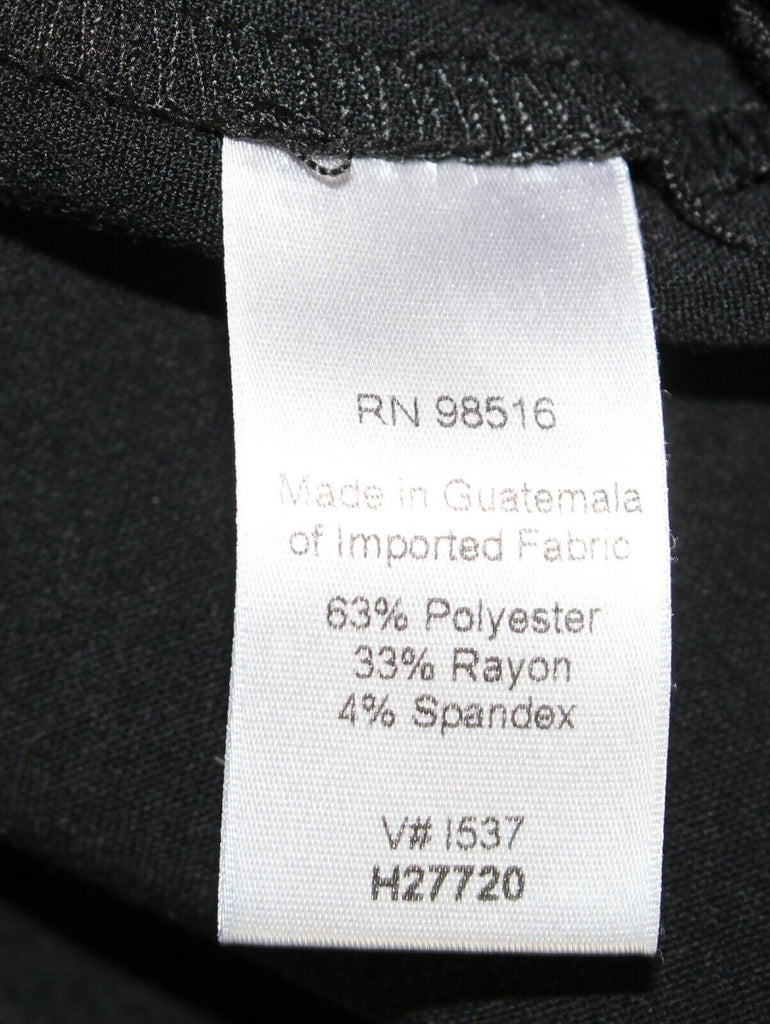 RN 98516
Made in Guatemala
of Imported Fabric
63% Polyester
33% Rayon
4% Spandex
V# I537
H27720